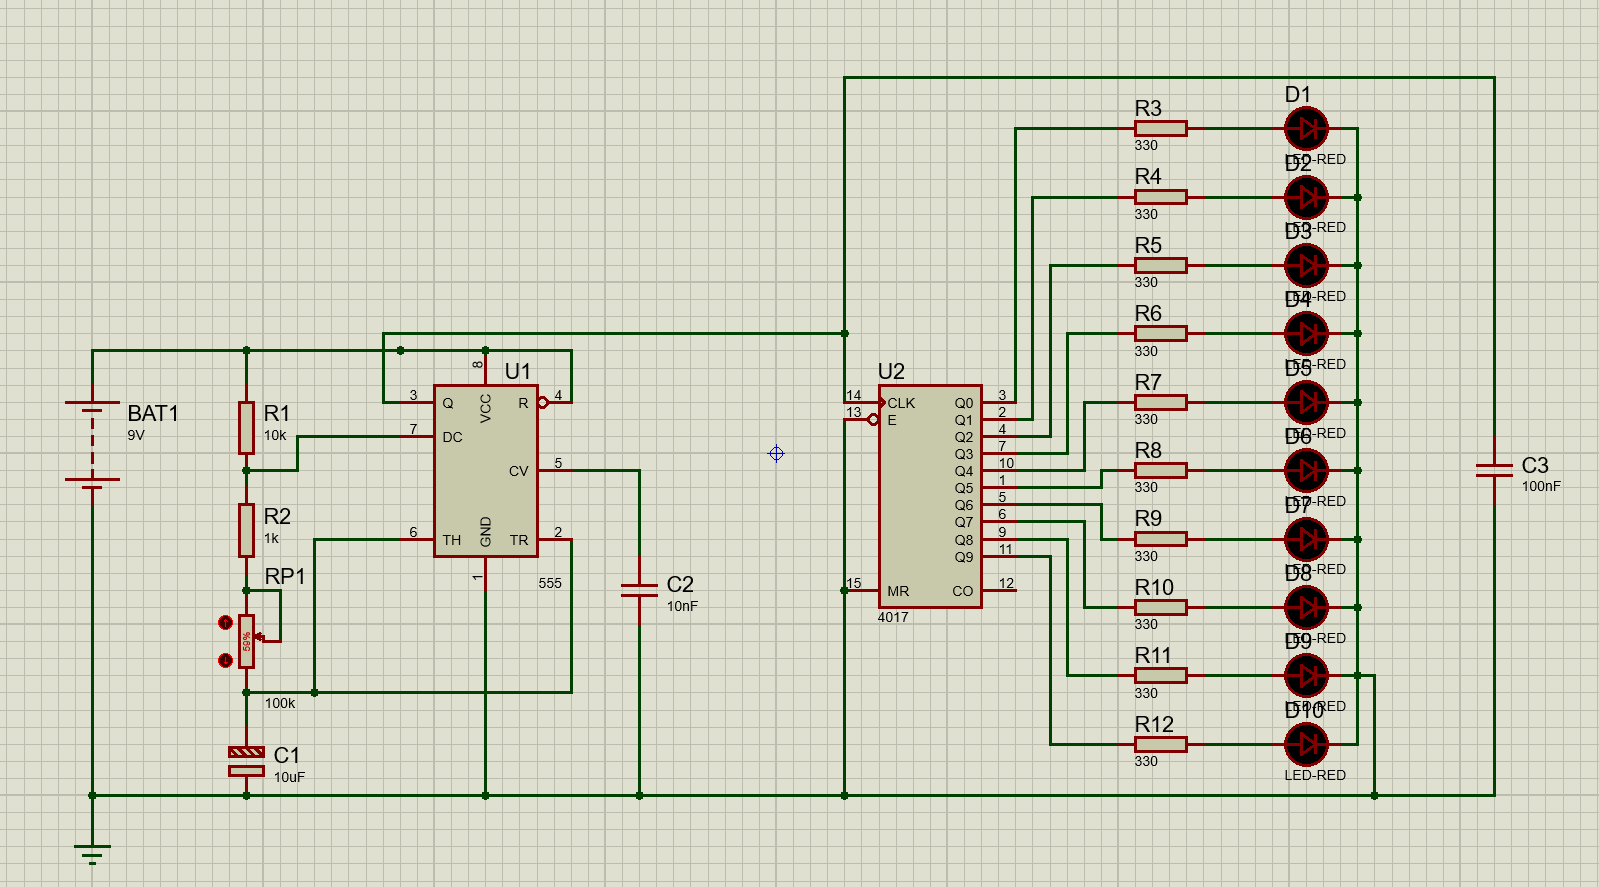 BAT1
9V
R1
10k
R2
1k
RP1
59%
100k
C1
10uF
U1
3 Q
7 DC
6 TH
8 VCC
R 4
CV 5
TR 2
GND 1
555
C2
10nF
U2
14 CLK
13 E
15 MR
Q0 3
Q1 2
Q2 4
Q3 7
Q4 10
Q5 1
Q6 5
Q7 6
Q8 9
Q9 11
CO 12
4017
R3
330
R4
330
R5
330
R6
330
R7
330
R8
330
R9
330
R10
330
R11
330
R12
330
D1
LED-RED
D2
LED-RED
D3
LED-RED
D4
LED-RED
D5
LED-RED
D6
LED-RED
D7
LED-RED
D8
LED-RED
D9
LED-RED
D10
LED-RED
C3
100nF